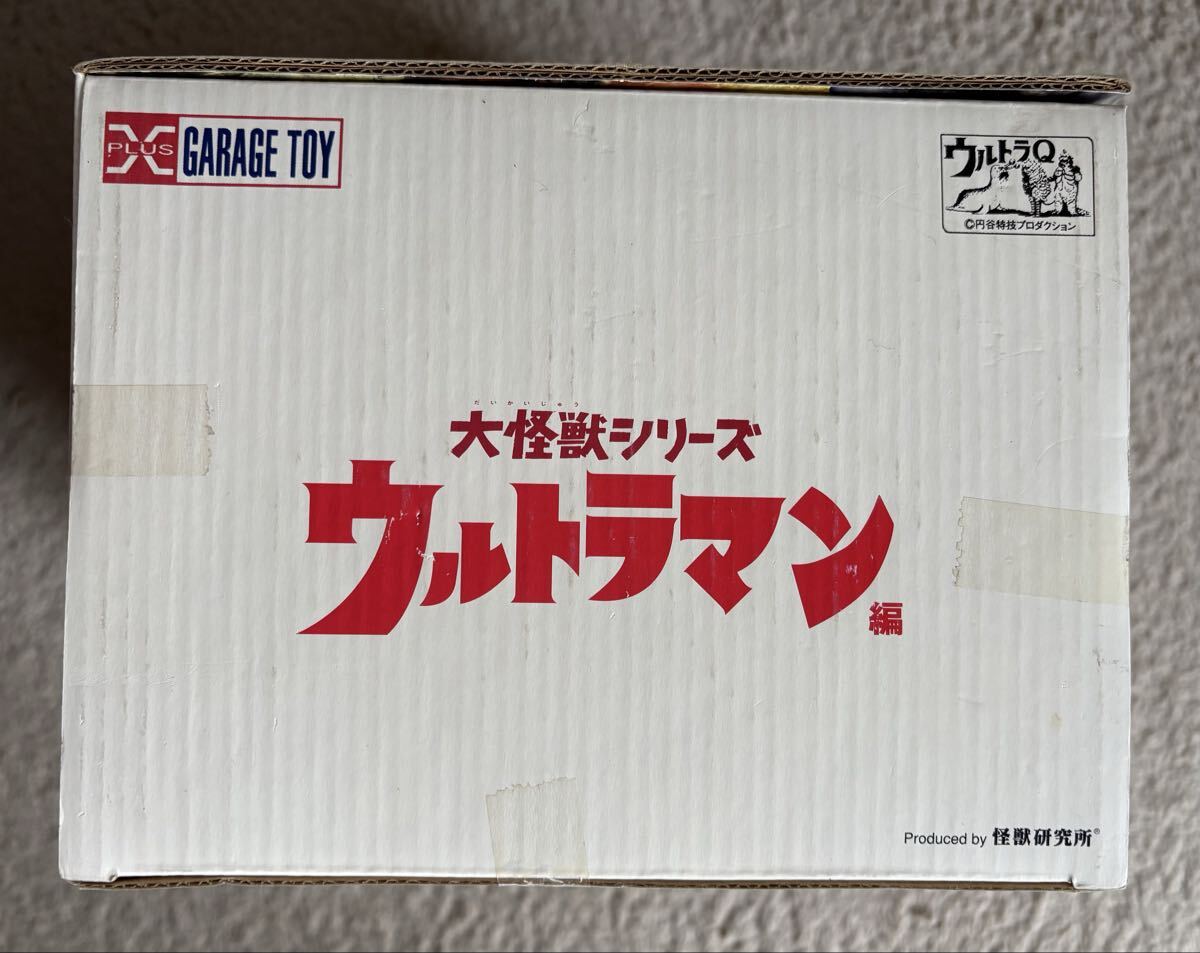 X PLUS GARAGE TOY
ウルトラQ
©円谷特技プロダクション
だいかいじゅう
大怪獣シリーズ
ウルトラマン
編
Produced by 怪獣研究所®